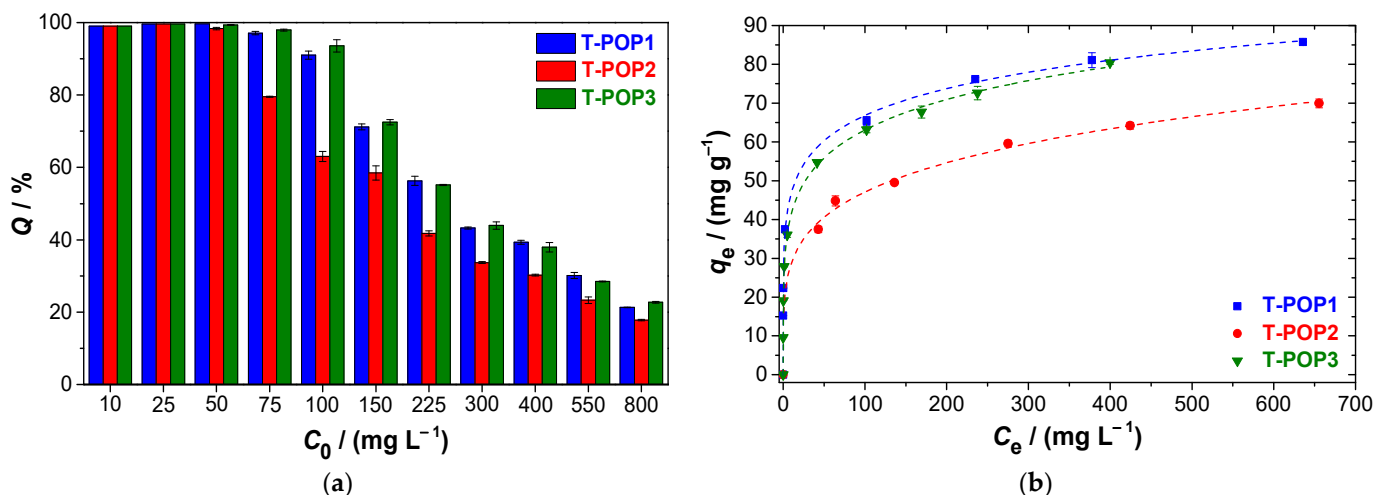 100
80
60
40
20
0
Q / %
T-POP1
T-POP2
T-POP3
10 25 50 75 100 150 225 300 400 550 800
C₀ / (mg L⁻¹)
(a)
90
80
70
60
50
40
30
20
10
0
qₑ / (mg g⁻¹)
T-POP1
T-POP2
T-POP3
0 100 200 300 400 500 600 700
Cₑ / (mg L⁻¹)
(b)